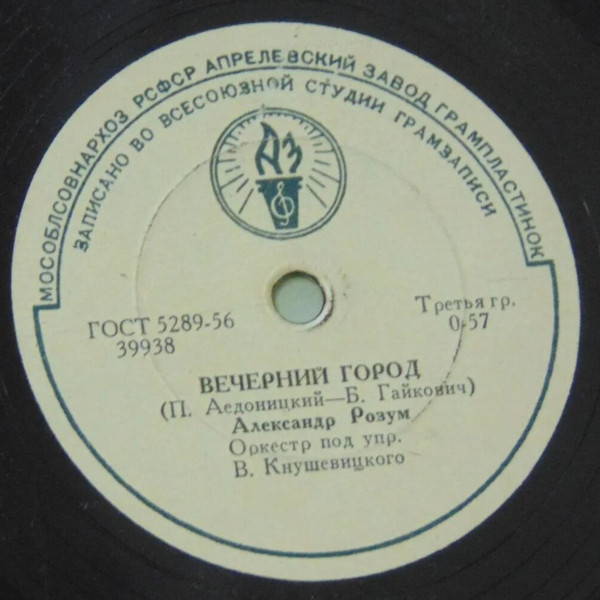 МОСОБЛСОВНАРХОЗ РСФСР АПРЕЛЕВСКИЙ ЗАВОД ГРАМПЛАСТИНОК
ЗАПИСАНО ВО ВСЕСОЮЗНОЙ СТУДИИ ГРАМЗАПИСИ
АЗ
ГОСТ 5289-56
39938
Третья гр.
0-57
ВЕЧЕРНИЙ ГОРОД
(П. Аедоницкий—Б. Гайкович)
Александр Розум
Оркестр под упр.
В. Кнушевицкого